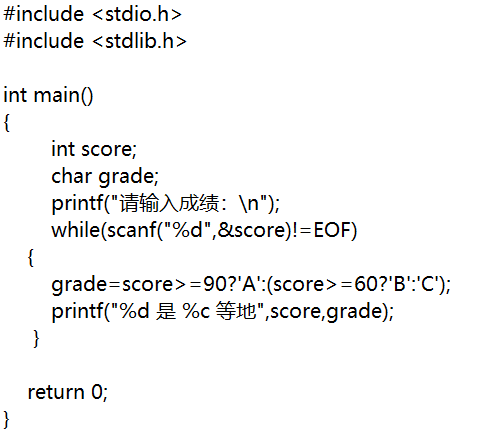 #include <stdio.h>
#include <stdlib.h>
int main()
{
int score;
char grade;
printf("请输入成绩：\n");
while(scanf("%d",&score)!=EOF)
{
grade=score>=90?'A':(score>=60?'B':'C');
printf("%d 是 %c 等地",score,grade);
}
return 0;
}